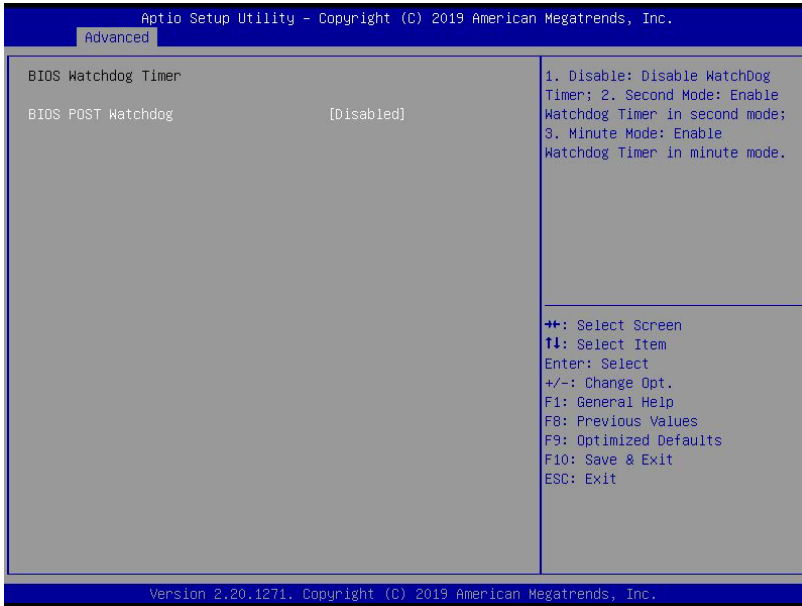 Aptio Setup Utility – Copyright (C) 2019 American Megatrends, Inc.
Advanced
BIOS Watchdog Timer
BIOS POST Watchdog [Disabled]
1. Disable: Disable WatchDog
Timer; 2. Second Mode: Enable
Watchdog Timer in second mode;
3. Minute Mode: Enable
Watchdog Timer in minute mode.
→←: Select Screen
↑↓: Select Item
Enter: Select
+/-: Change Opt.
F1: General Help
F8: Previous Values
F9: Optimized Defaults
F10: Save & Exit
ESC: Exit
Version 2.20.1271. Copyright (C) 2019 American Megatrends, Inc.